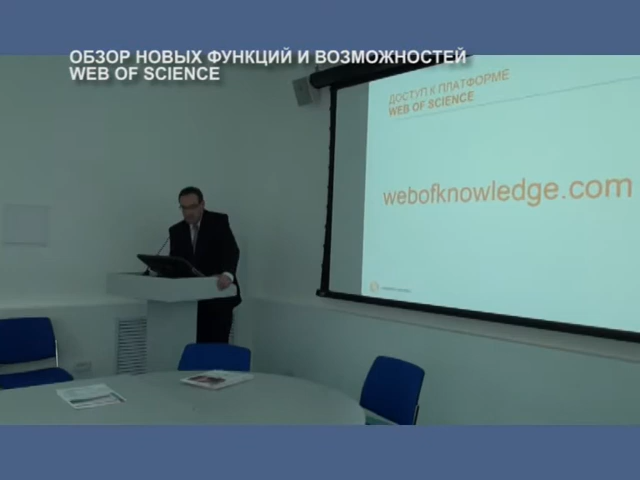 ОБЗОР НОВЫХ ФУНКЦИЙ И ВОЗМОЖНОСТЕЙ
WEB OF SCIENCE
ДОСТУП К ПЛАТФОРМЕ
WEB OF SCIENCE
webofknowledge.com